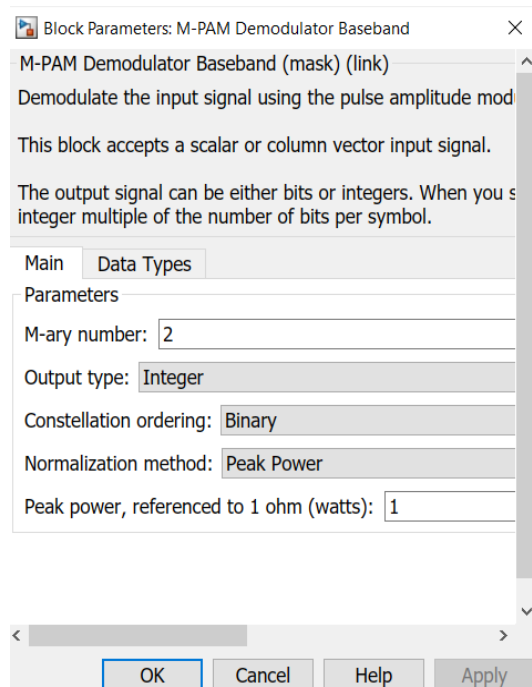 Block Parameters: M-PAM Demodulator Baseband
M-PAM Demodulator Baseband (mask) (link)
Demodulate the input signal using the pulse amplitude mod
This block accepts a scalar or column vector input signal.
The output signal can be either bits or integers. When you s
integer multiple of the number of bits per symbol.
Main Data Types
Parameters
M-ary number: 2
Output type: Integer
Constellation ordering: Binary
Normalization method: Peak Power
Peak power, referenced to 1 ohm (watts): 1
OK Cancel Help Apply